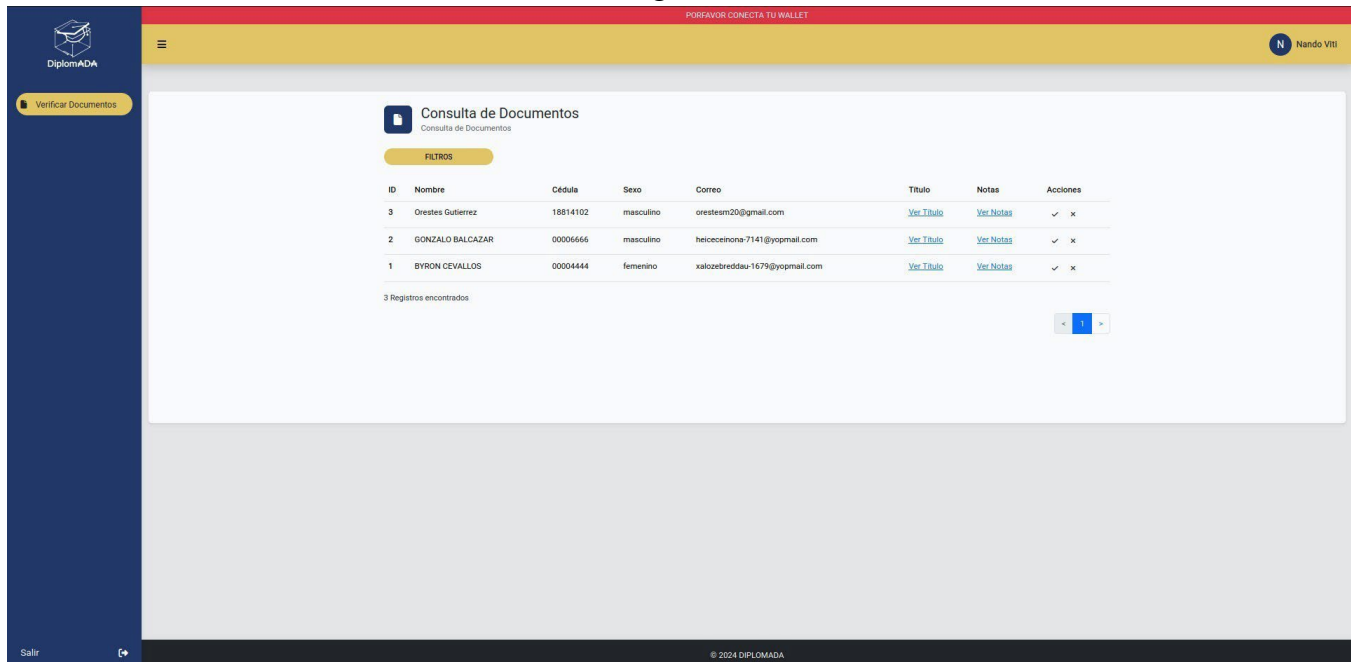 PORFAVOR CONECTA TU WALLET
DiplomADA
N Nando Viti
Verificar Documentos
Consulta de Documentos
Consulta de Documentos
FILTROS
ID Nombre Cédula Sexo Correo Título Notas Acciones
3 Orestes Gutierrez 18814102 masculino orestesm20@gmail.com Ver Título Ver Notas
2 GONZALO BALCAZAR 00006666 masculino heiceceinona-7141@yopmail.com Ver Título Ver Notas
1 BYRON CEVALLOS 00004444 femenino xalozebreddau-1679@yopmail.com Ver Título Ver Notas
3 Registros encontrados
< 1 >
Salir
© 2024 DIPLOMADA